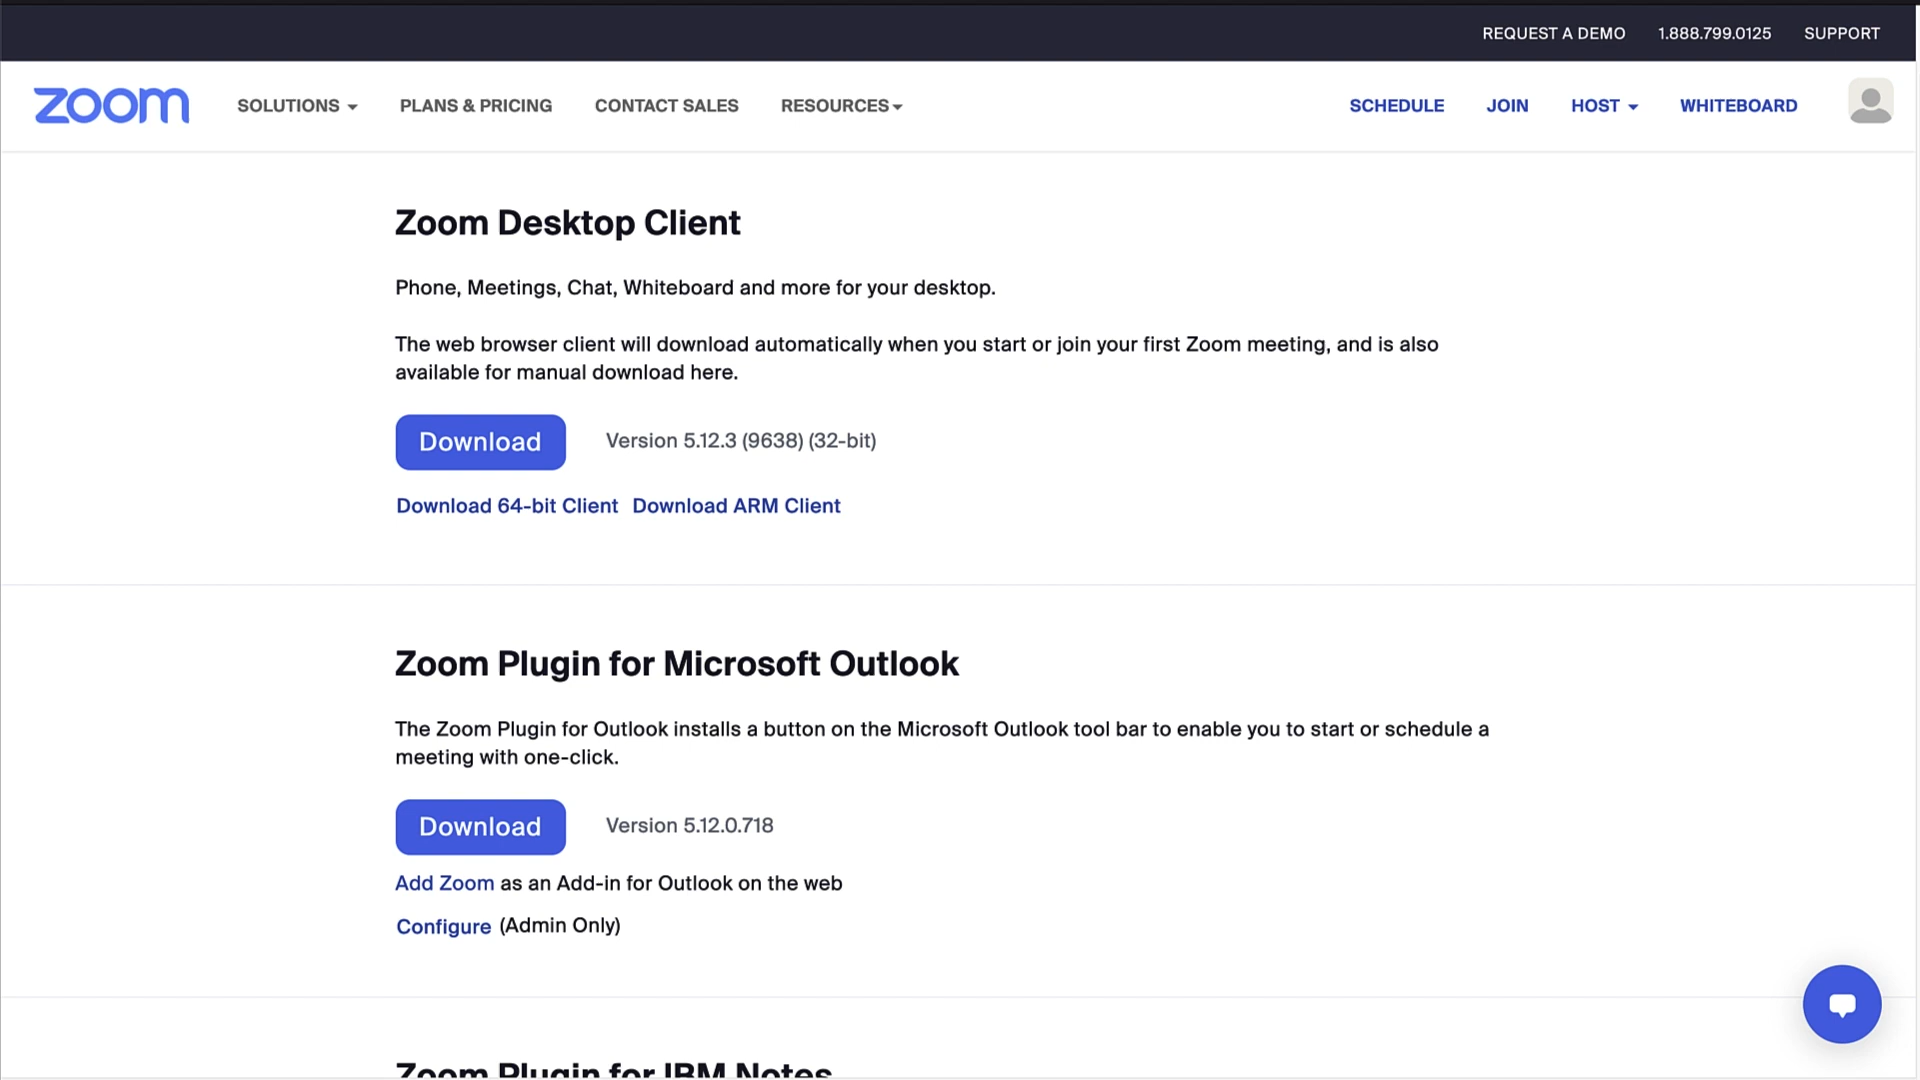 REQUEST A DEMO 1.888.799.0125 SUPPORT
zoom SOLUTIONS PLANS & PRICING CONTACT SALES RESOURCES SCHEDULE JOIN HOST WHITEBOARD
Zoom Desktop Client
Phone, Meetings, Chat, Whiteboard and more for your desktop.
The web browser client will download automatically when you start or join your first Zoom meeting, and is also
available for manual download here.
Download Version 5.12.3 (9638) (32-bit)
Download 64-bit Client Download ARM Client
Zoom Plugin for Microsoft Outlook
The Zoom Plugin for Outlook installs a button on the Microsoft Outlook tool bar to enable you to start or schedule a
meeting with one-click.
Download Version 5.12.0.718
Add Zoom as an Add-in for Outlook on the web
Configure (Admin Only)
Zoom Plugin for IBM Notes